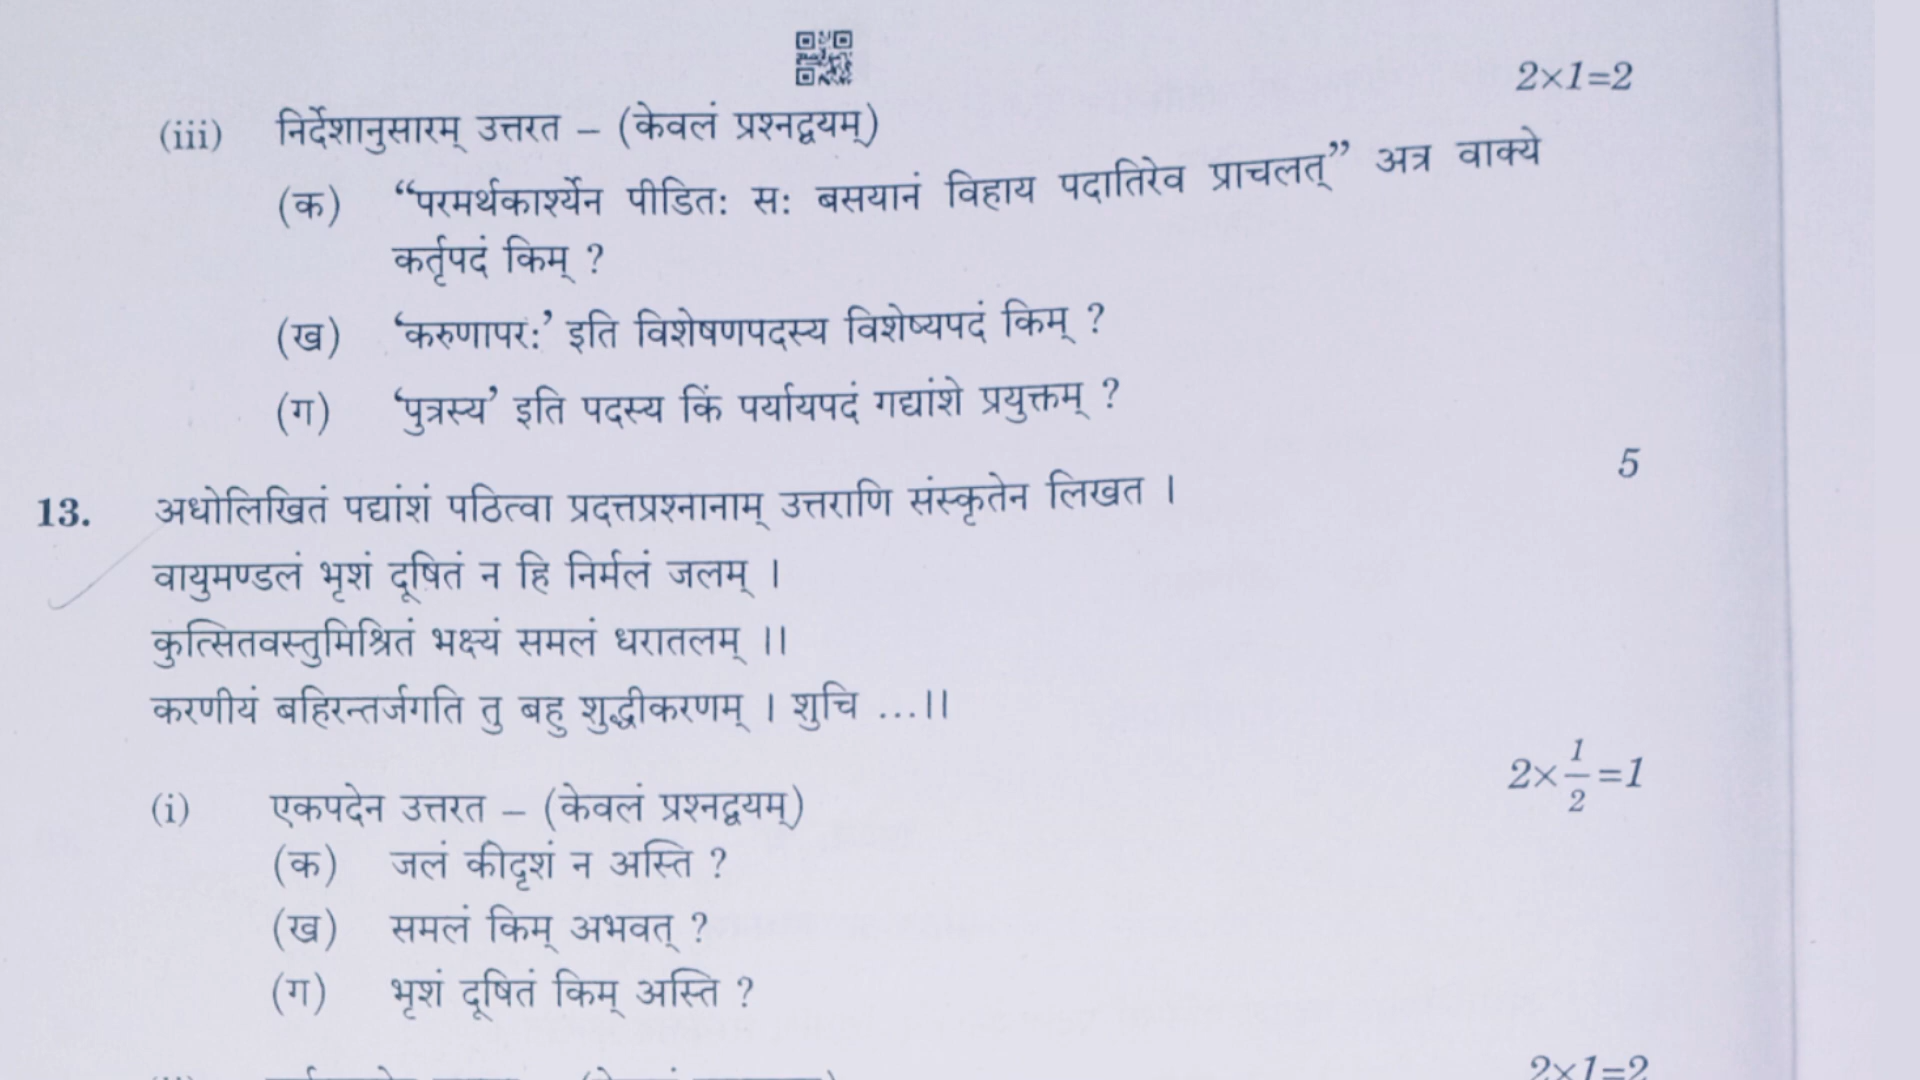 2×1=2
(iii) निर्देशानुसारम् उत्तरत – (केवलं प्रश्नद्वयम्)
(क) “परमर्थकार्श्येन पीडितः सः बसयानं विहाय पदातिरेव प्राचलत्” अत्र वाक्ये
कर्तृपदं किम् ?
(ख) ‘करुणापरः’ इति विशेषणपदस्य विशेष्यपदं किम् ?
(ग) ‘पुत्रस्य’ इति पदस्य किं पर्यायपदं गद्यांशे प्रयुक्तम् ?
5
13. अधोलिखितं पद्यांशं पठित्वा प्रदत्तप्रश्नानाम् उत्तराणि संस्कृतेन लिखत ।
वायुमण्डलं भृशं दूषितं न हि निर्मलं जलम् ।
कुत्सितवस्तुमिश्रितं भक्ष्यं समलं धरातलम् ।।
करणीयं बहिरन्तर्जगति तु बहु शुद्धीकरणम् । शुचि ...।।
2×1/2=1
(i) एकपदेन उत्तरत – (केवलं प्रश्नद्वयम्)
(क) जलं कीदृशं न अस्ति ?
(ख) समलं किम् अभवत् ?
(ग) भृशं दूषितं किम् अस्ति ?
2×1=2